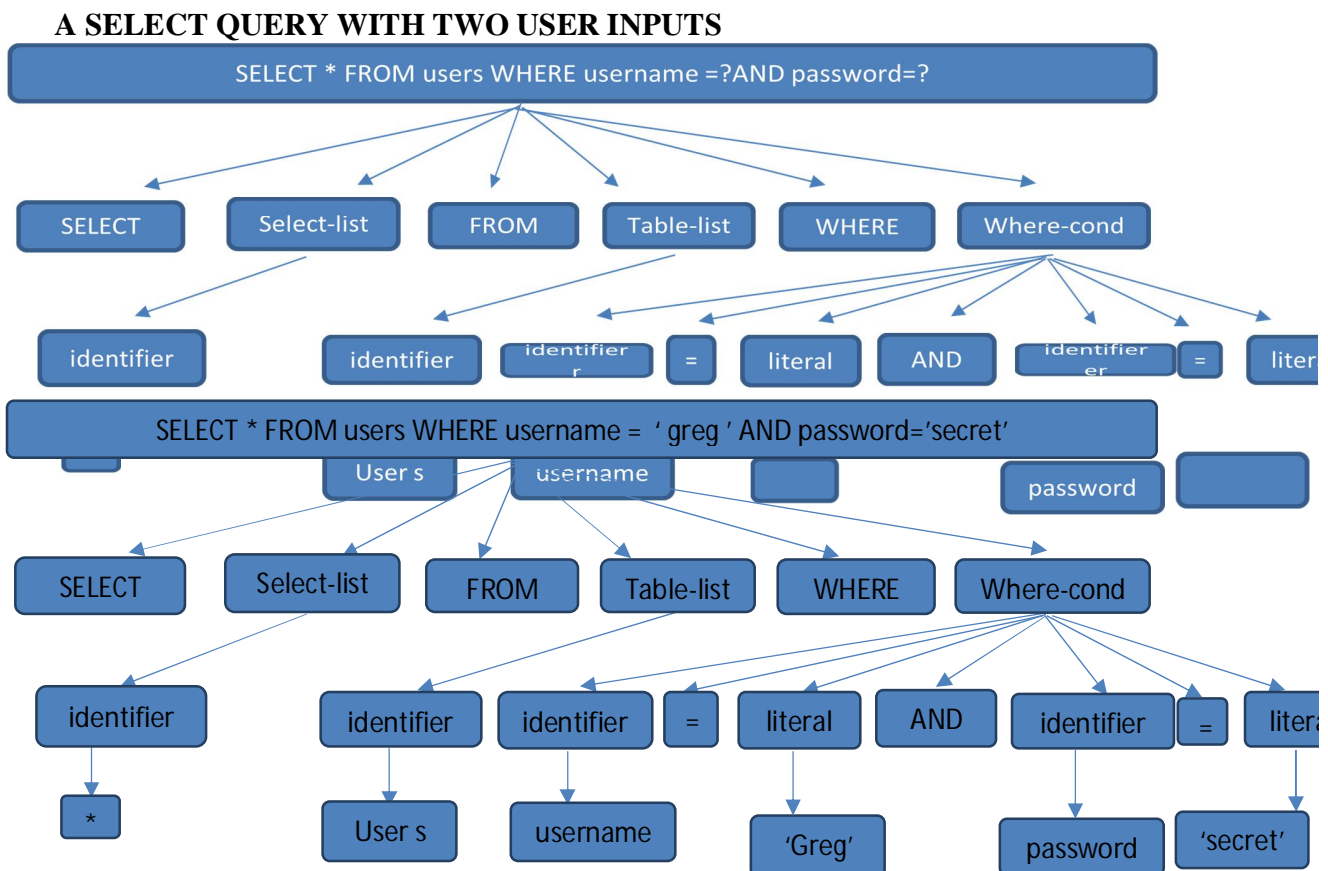 A SELECT QUERY WITH TWO USER INPUTS
SELECT * FROM users WHERE username =?AND password=?
SELECT Select-list FROM Table-list WHERE Where-cond
identifier identifier identifier = literal AND identifier = liter
r er
SELECT * FROM users WHERE username = ‘ greg ’ AND password=’secret’
User s username password
SELECT Select-list FROM Table-list WHERE Where-cond
identifier identifier identifier = literal AND identifier = litera
* User s username ‘Greg’ password ‘secret’